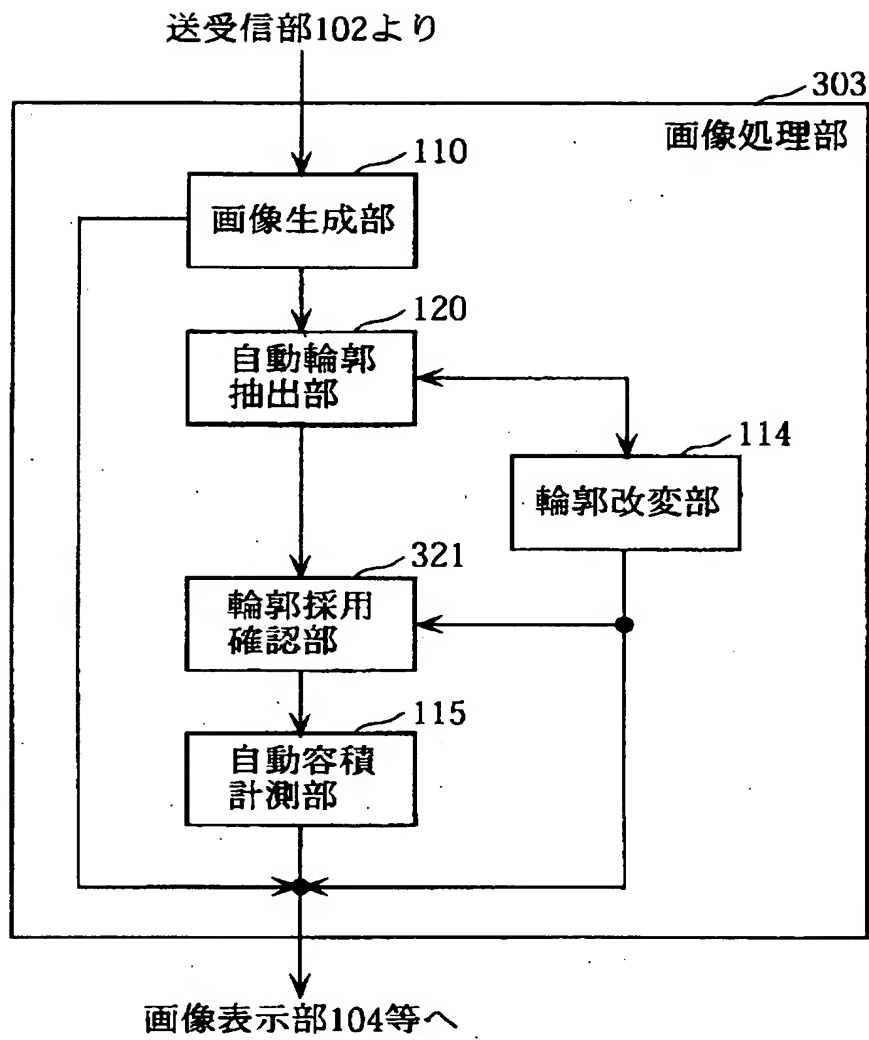 送受信部102より
303
画像処理部
110
画像生成部
120
自動輪郭
抽出部
114
輪郭改変部
321
輪郭採用
確認部
115
自動容積
計測部
画像表示部104等へ